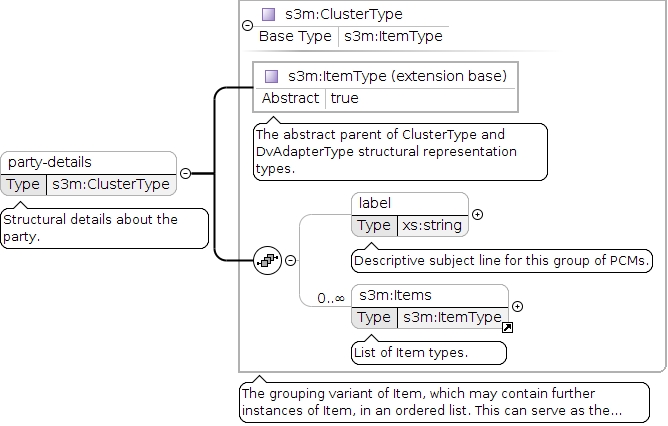 s3m:ClusterType
Base Type s3m:ItemType
s3m:ItemType (extension base)
Abstract true
The abstract parent of ClusterType and
DvAdapterType structural representation
types.
party-details
Type s3m:ClusterType
Structural details about the
party.
label
Type xs:string
Descriptive subject line for this group of PCMs.
0..∞
s3m:Items
Type s3m:ItemType
List of Item types.
The grouping variant of Item, which may contain further
instances of Item, in an ordered list. This can serve as the...